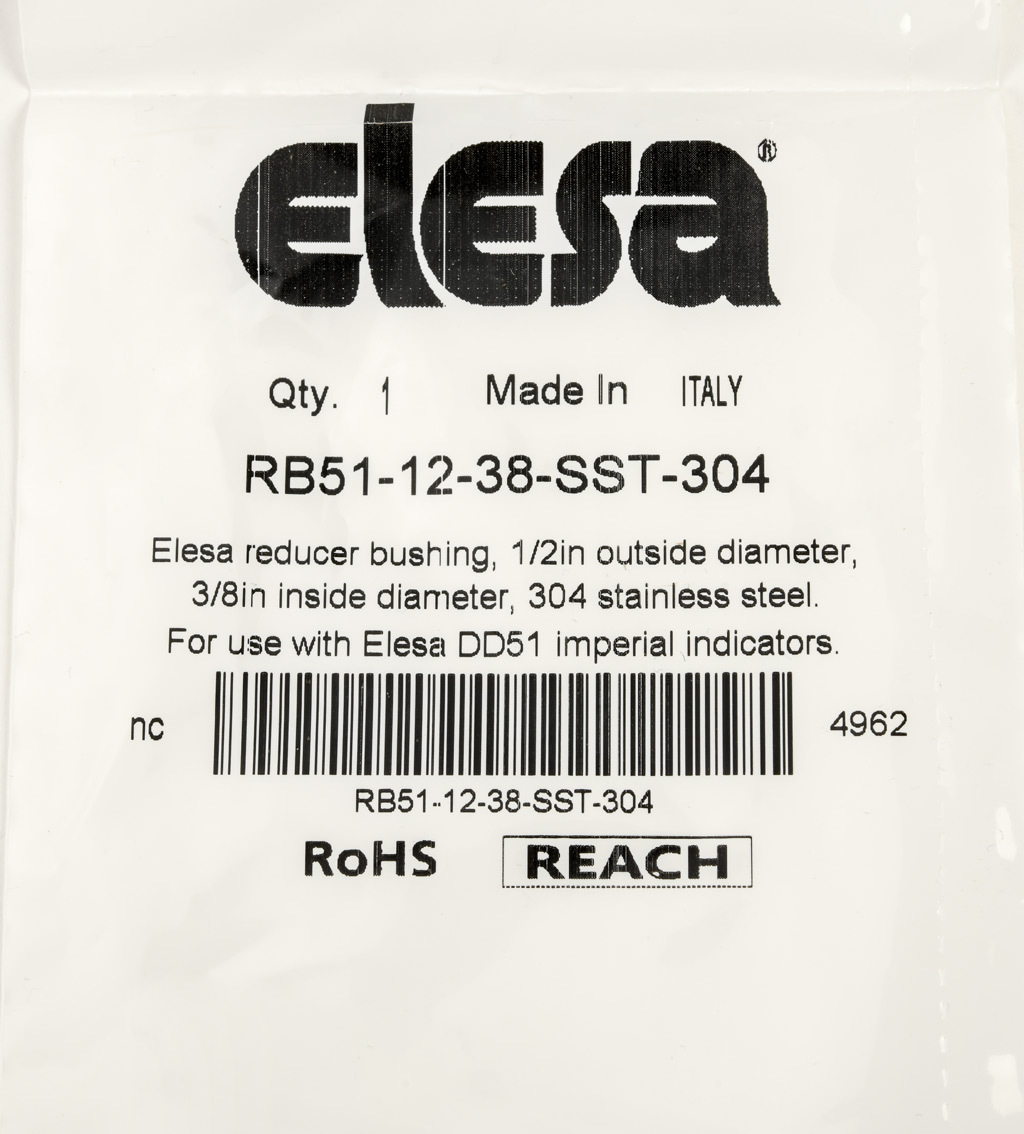 elesa®
Qty. 1 Made In ITALY
RB51-12-38-SST-304
Elesa reducer bushing, 1/2in outside diameter,
3/8in inside diameter, 304 stainless steel.
For use with Elesa DD51 imperial indicators.
nc 4962
RB51-12-38-SST-304
RoHS REACH